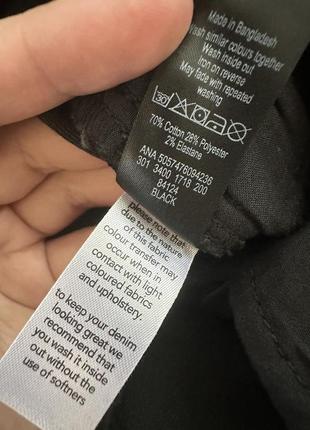 Made in Bangladesh
Wash similar colours together
Wash inside out
Iron on reverse
May fade with repeated
washing
30
70% Cotton 28% Polyester
2% Elastane
ANA 5057476094236
301 3400 1718 200
84124
BLACK
please note that
due to the nature
of this fabric
colour transfer may
occur when in
contact with light
coloured fabrics
and upholstery.
to keep your denim
looking great we
recommend that
you wash it inside
out without the
use of softners